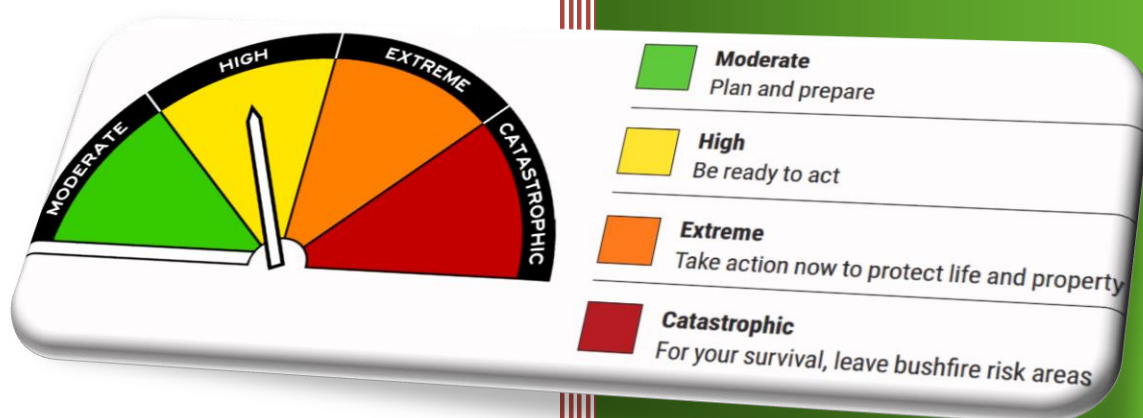 MODERATE
HIGH
EXTREME
CATASTROPHIC
Moderate
Plan and prepare
High
Be ready to act
Extreme
Take action now to protect life and property
Catastrophic
For your survival, leave bushfire risk areas